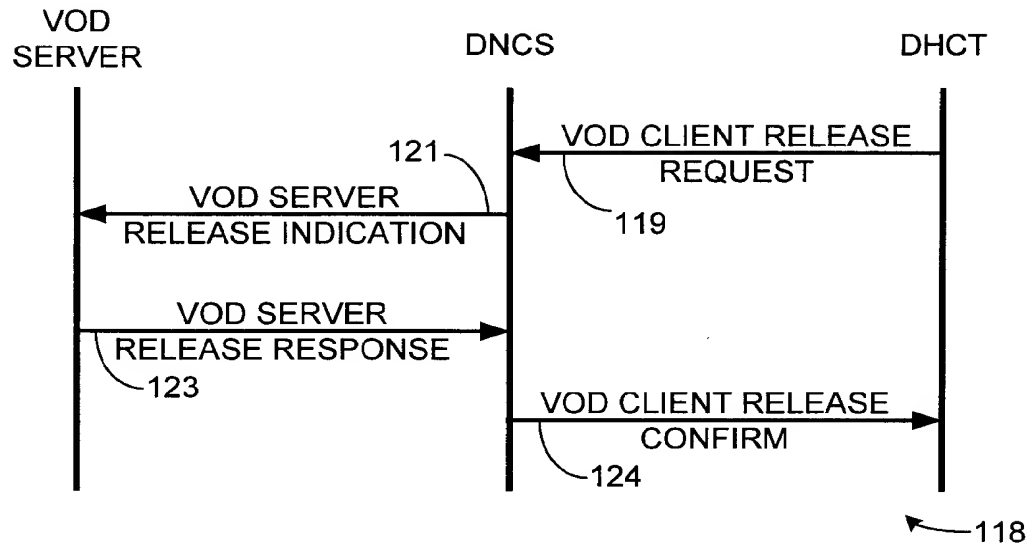 VOD
SERVER
DNCS
DHCT
VOD CLIENT RELEASE
REQUEST
119
121
VOD SERVER
RELEASE INDICATION
VOD SERVER
RELEASE RESPONSE
123
VOD CLIENT RELEASE
CONFIRM
124
118